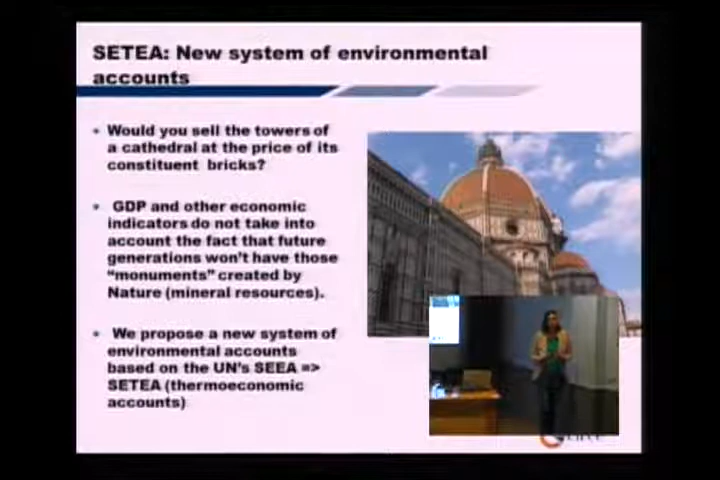 SETEA: New system of environmental
accounts
• Would you sell the towers of
a cathedral at the price of its
constituent bricks?
• GDP and other economic
indicators do not take into
account the fact that future
generations won't have those
"monuments" created by
Nature (mineral resources).
• We propose a new system of
environmental accounts
based on the UN's SEEA =>
SETEA (thermoeconomic
accounts)